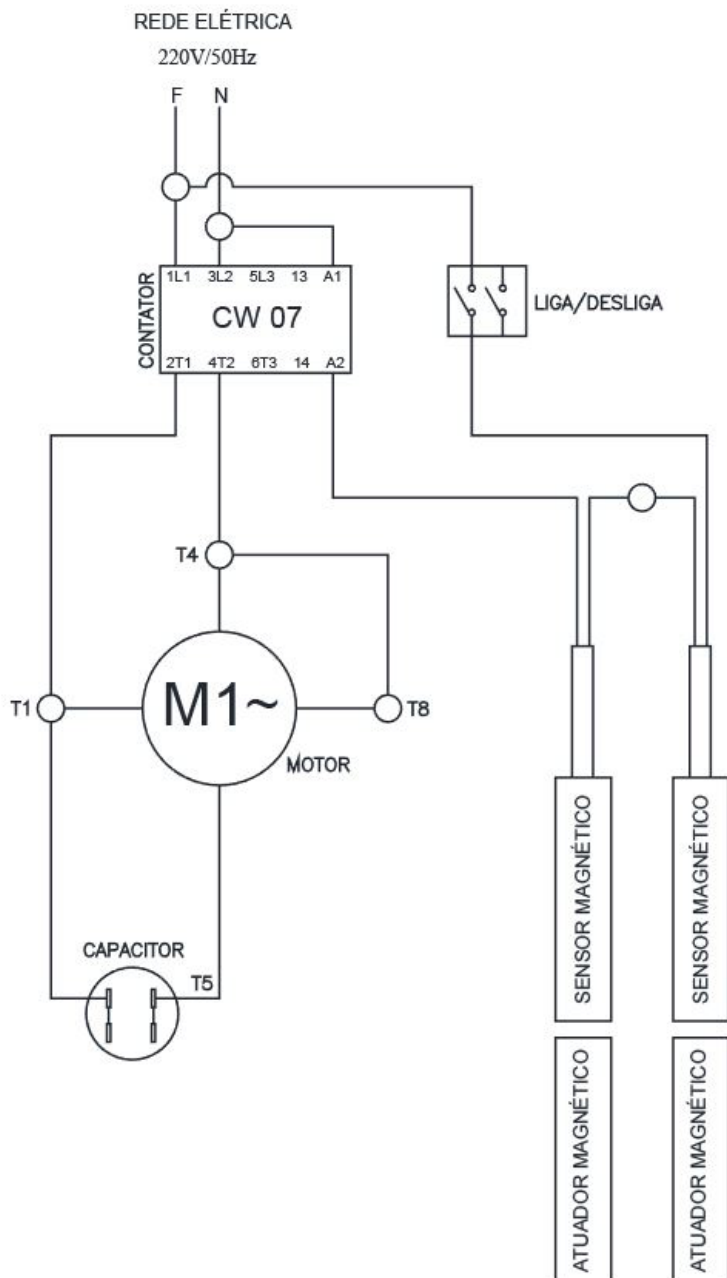 REDE ELÉTRICA
220V/50Hz
F N
1L1 3L2 5L3 13 A1
CONTATOR
CW 07
2T1 4T2 6T3 14 A2
LIGA/DESLIGA
T4
M1~
T1
T8
MOTOR
CAPACITOR
T5
SENSOR MAGNÉTICO
SENSOR MAGNÉTICO
ATUADOR MAGNÉTICO
ATUADOR MAGNÉTICO